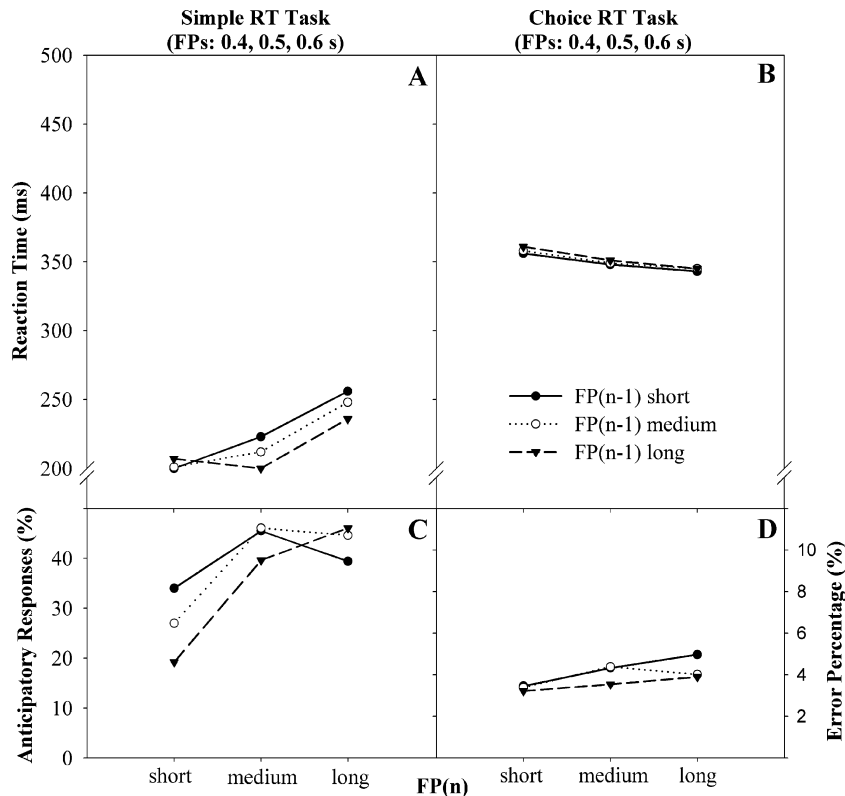 Simple RT Task
(FPs: 0.4, 0.5, 0.6 s)
Choice RT Task
(FPs: 0.4, 0.5, 0.6 s)
A
B
500
450
400
350
300
250
200
Reaction Time (ms)
FP(n-1) short
FP(n-1) medium
FP(n-1) long
C
D
40
30
20
10
0
Anticipatory Responses (%)
10
8
6
4
2
Error Percentage (%)
short
medium
long
short
medium
long
FP(n)